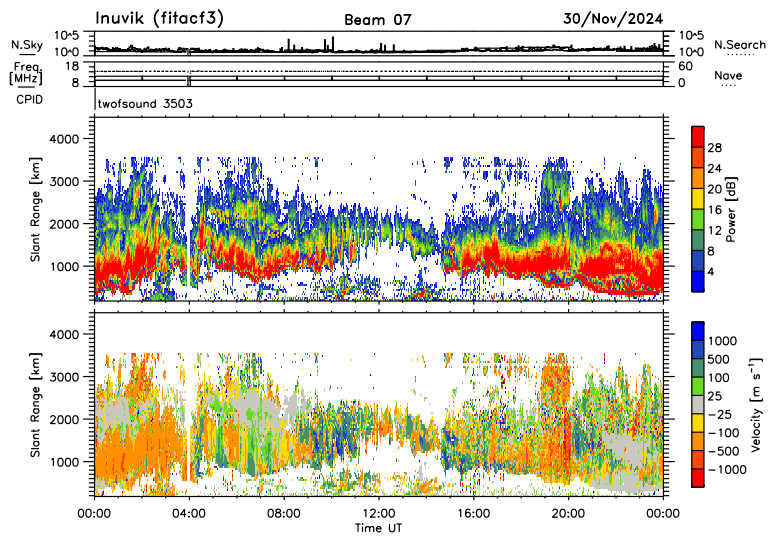 Inuvik (fitacf3) Beam 07 30/Nov/2024
N.Sky 10^5 10^0 10^5 10^0 N.Search
Freq. [MHz] 18 8 60 0 Nave
CPID twofsound 3503
Slant Range [km] 4000 3000 2000 1000
28 24 20 16 12 8 4 Power [dB]
Slant Range [km] 4000 3000 2000 1000
1000 500 100 25 -25 -100 -500 -1000 Velocity [m s⁻¹]
00:00 04:00 08:00 12:00 16:00 20:00 00:00
Time UT